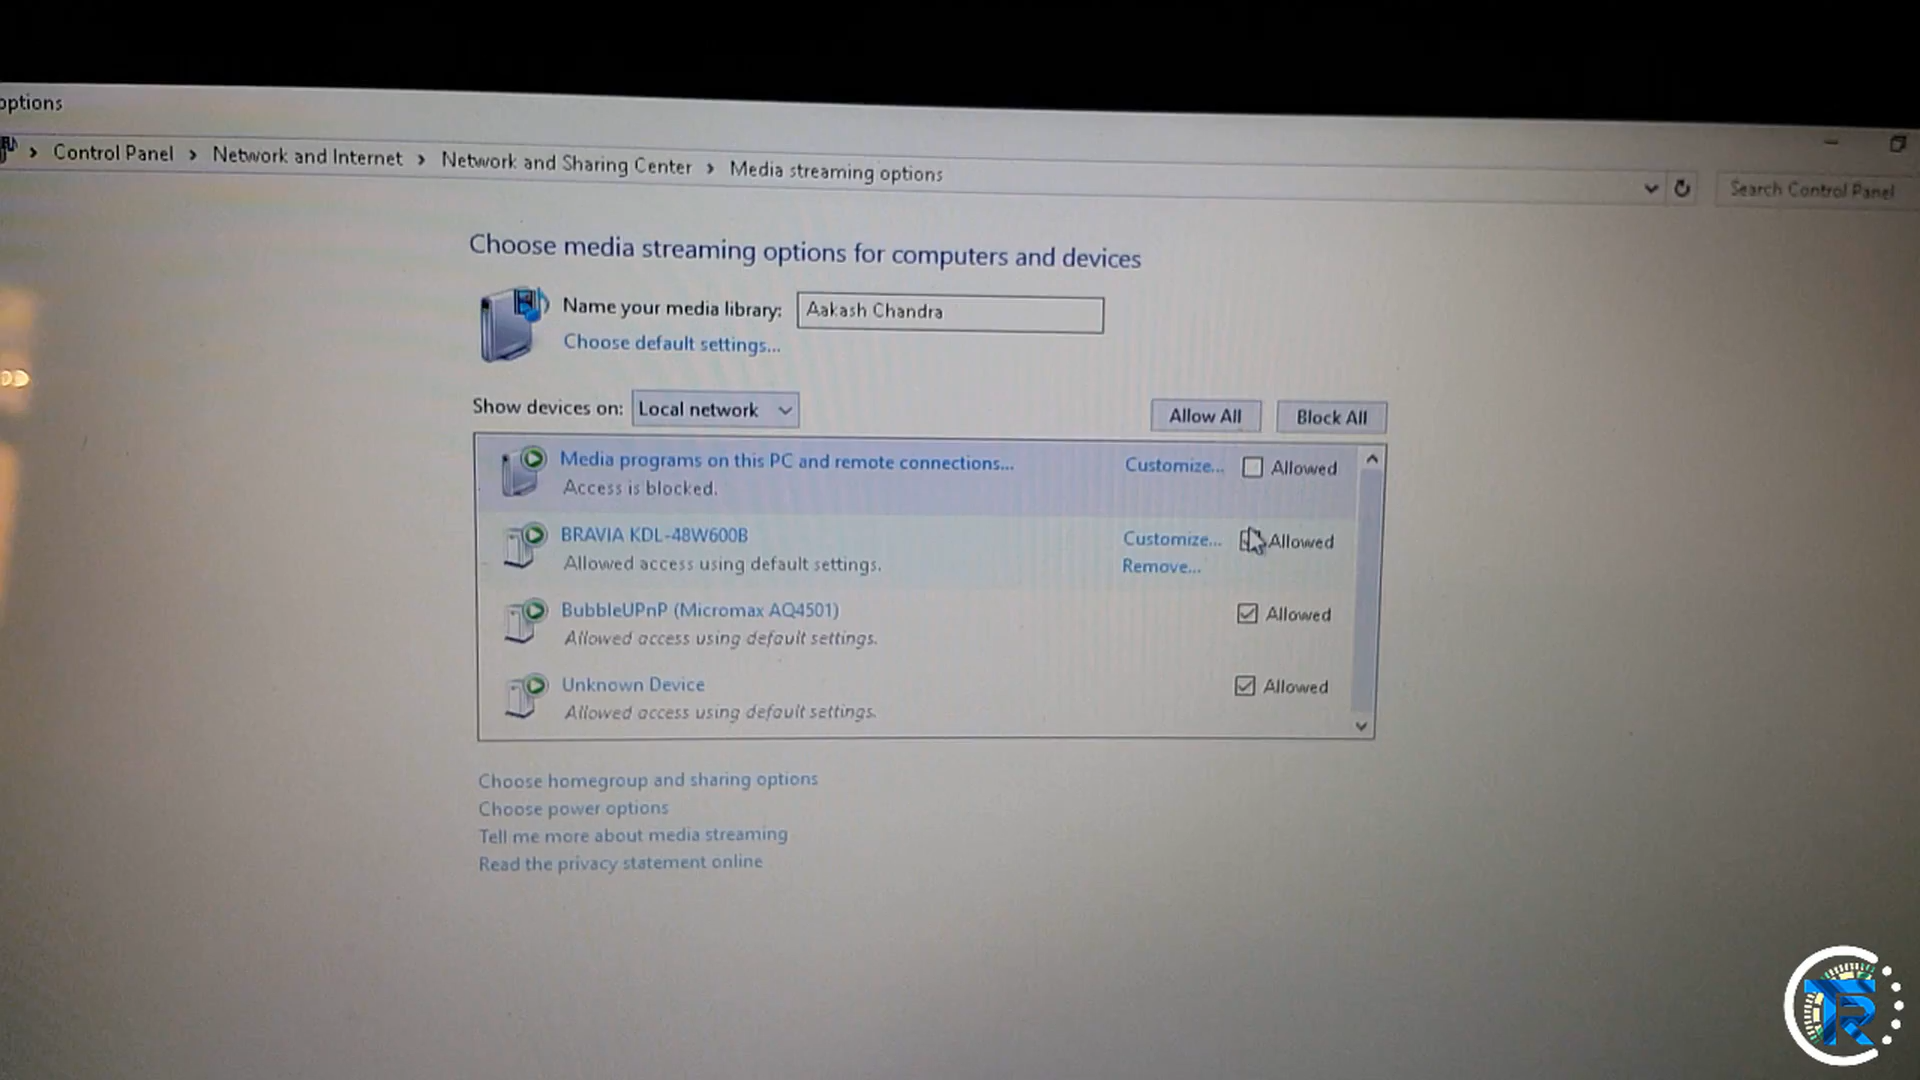 options
Control Panel > Network and Internet > Network and Sharing Center > Media streaming options
Search Control Panel
Choose media streaming options for computers and devices
Name your media library: Aakash Chandra
Choose default settings...
Show devices on: Local network
Allow All
Block All
Media programs on this PC and remote connections...
Customize...
Allowed
Access is blocked.
BRAVIA KDL-48W600B
Customize...
Allowed
Allowed access using default settings.
Remove...
BubbleUPnP (Micromax AQ4501)
Allowed
Allowed access using default settings.
Unknown Device
Allowed
Allowed access using default settings.
Choose homegroup and sharing options
Choose power options
Tell me more about media streaming
Read the privacy statement online
TR